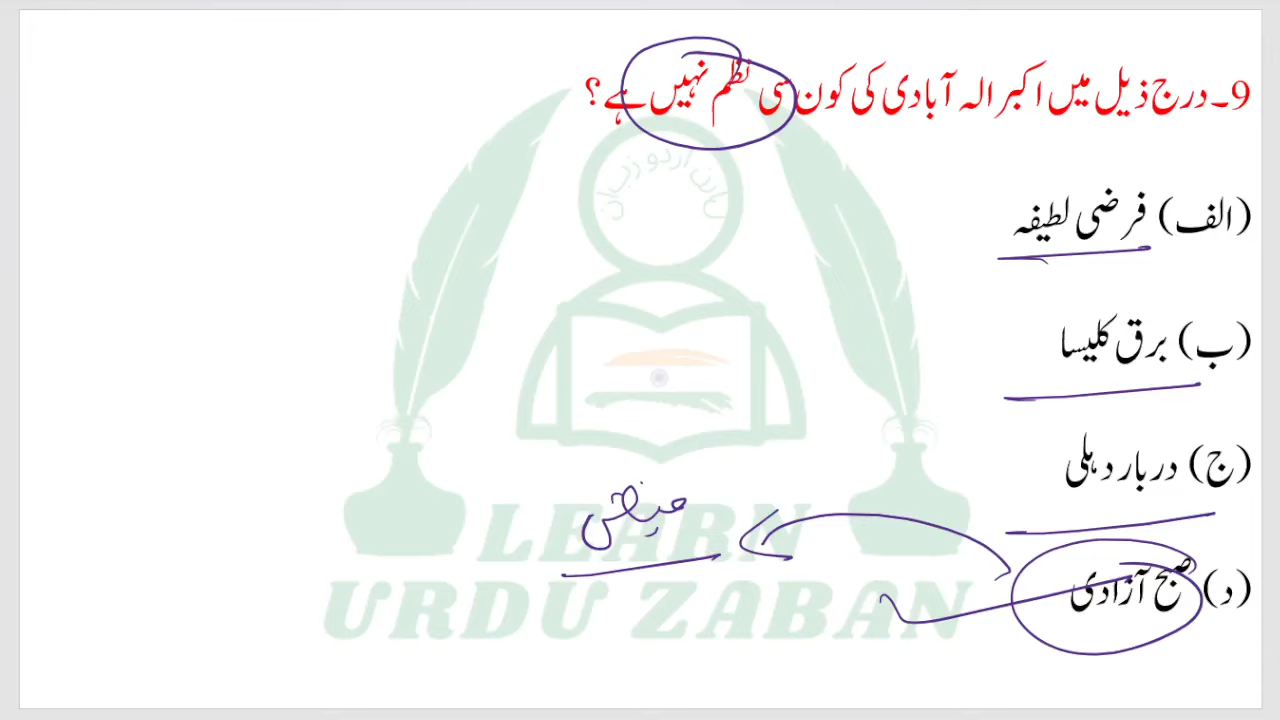 9۔درج ذیل میں اکبر الہ آبادی کی کون سی نظم نہیں ہے؟
(الف) فرضی لطیفہ
(ب) برق کلیسا
(ج) دربار دہلی
(د) صبح آزادی
فیض
LEARN
URDU ZABAN